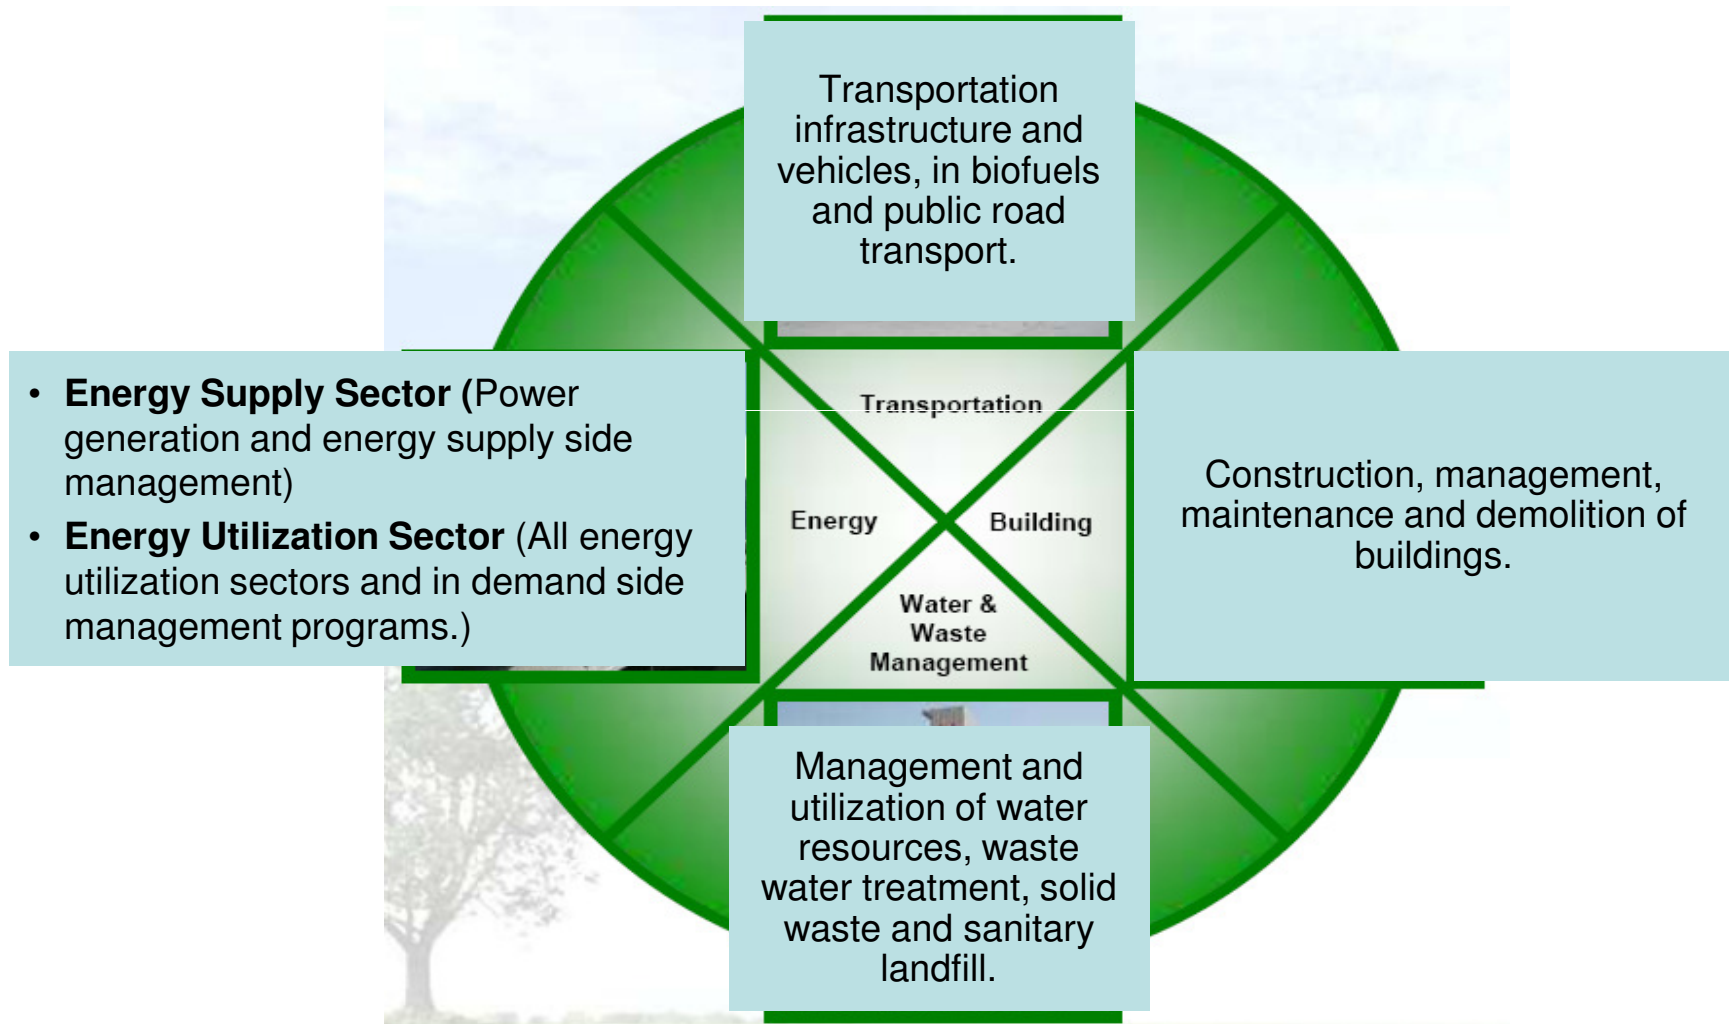 Transportation
infrastructure and
vehicles, in biofuels
and public road
transport.
• Energy Supply Sector (Power
generation and energy supply side
management)
• Energy Utilization Sector (All energy
utilization sectors and in demand side
management programs.)
Transportation
Energy
Building
Water &
Waste
Management
Construction, management,
maintenance and demolition of
buildings.
Management and
utilization of water
resources, waste
water treatment, solid
waste and sanitary
landfill.